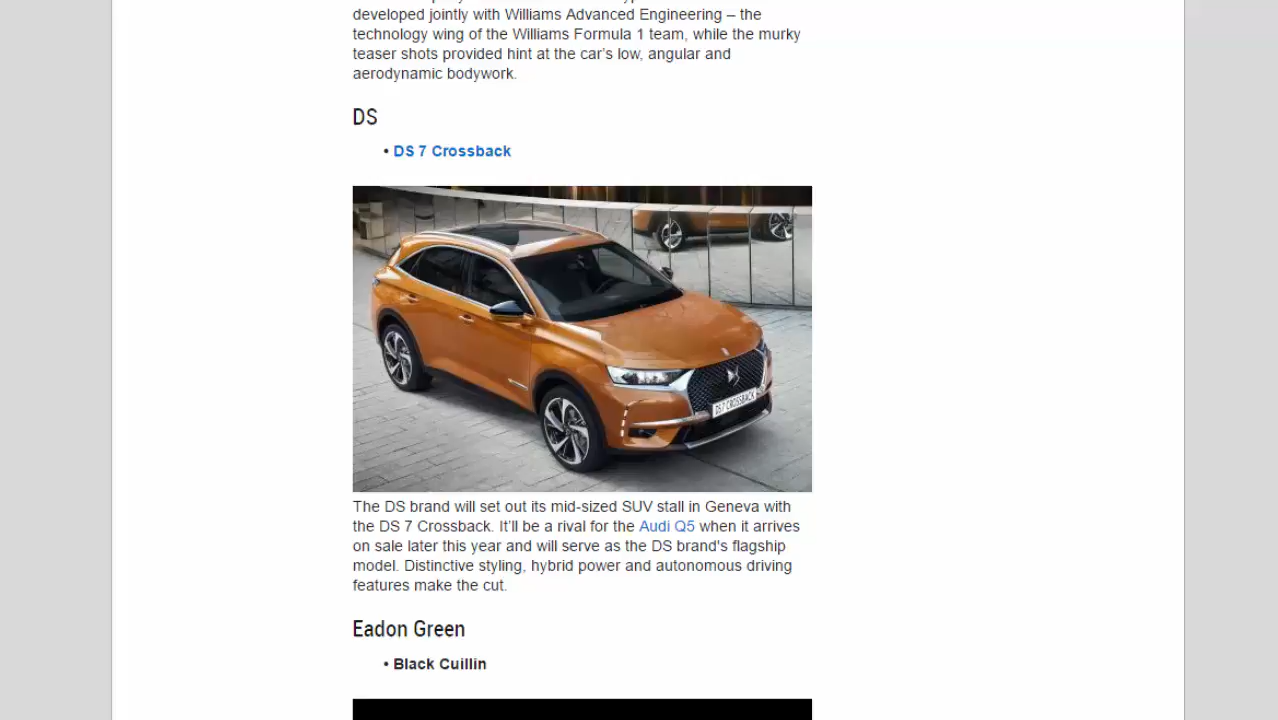 developed jointly with Williams Advanced Engineering – the
technology wing of the Williams Formula 1 team, while the murky
teaser shots provided hint at the car’s low, angular and
aerodynamic bodywork.
DS
• DS 7 Crossback
DS7 CROSSBACK
The DS brand will set out its mid-sized SUV stall in Geneva with
the DS 7 Crossback. It’ll be a rival for the Audi Q5 when it arrives
on sale later this year and will serve as the DS brand's flagship
model. Distinctive styling, hybrid power and autonomous driving
features make the cut.
Eadon Green
• Black Cuillin